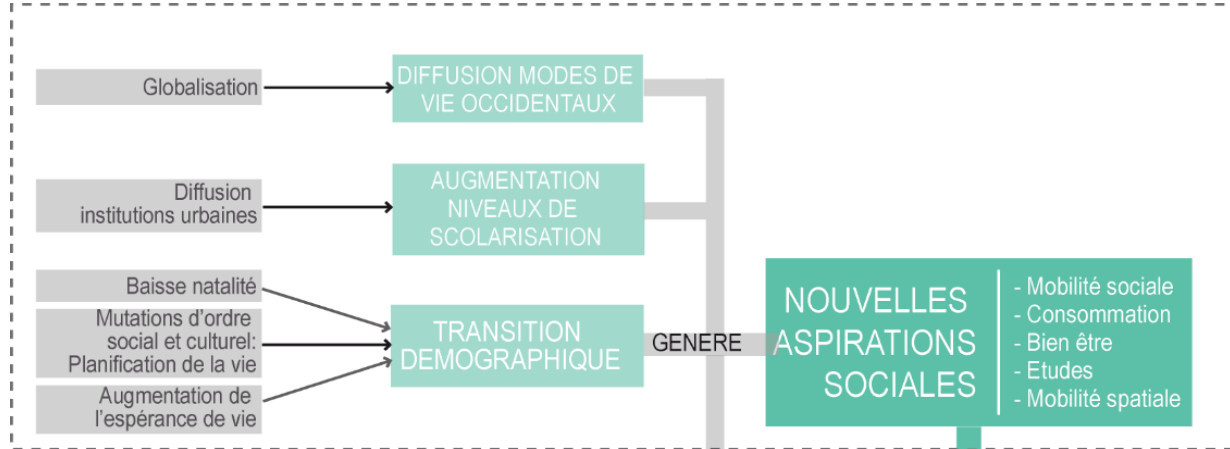 Globalisation
DIFFUSION MODES DE
VIE OCCIDENTAUX
Diffusion
institutions urbaines
AUGMENTATION
NIVEAUX DE
SCOLARISATION
Baisse natalité
Mutations d'ordre
social et culturel:
Planification de la vie
Augmentation de
l'espérance de vie
TRANSITION
DEMOGRAPHIQUE
GENERE
NOUVELLES
ASPIRATIONS
SOCIALES
- Mobilité sociale
- Consommation
- Bien être
- Etudes
- Mobilité spatiale